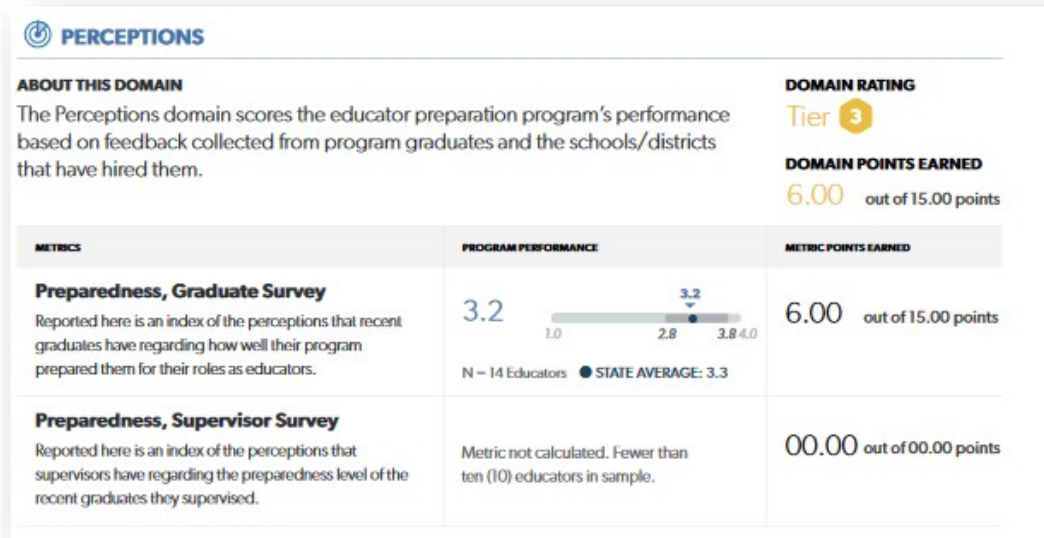 PERCEPTIONS
ABOUT THIS DOMAIN
The Perceptions domain scores the educator preparation program's performance
based on feedback collected from program graduates and the schools/districts
that have hired them.
DOMAIN RATING
Tier 3
DOMAIN POINTS EARNED
6.00 out of 15.00 points
METRICS
PROGRAM PERFORMANCE
METRIC POINTS EARNED
Preparedness, Graduate Survey
Reported here is an index of the perceptions that recent
graduates have regarding how well their program
prepared them for their roles as educators.
3.2
3.2
1.0 2.8 3.8 4.0
N = 14 Educators STATE AVERAGE: 3.3
6.00 out of 15.00 points
Preparedness, Supervisor Survey
Reported here is an index of the perceptions that
supervisors have regarding the preparedness level of the
recent graduates they supervised.
Metric not calculated. Fewer than
ten (10) educators in sample.
00.00 out of 00.00 points